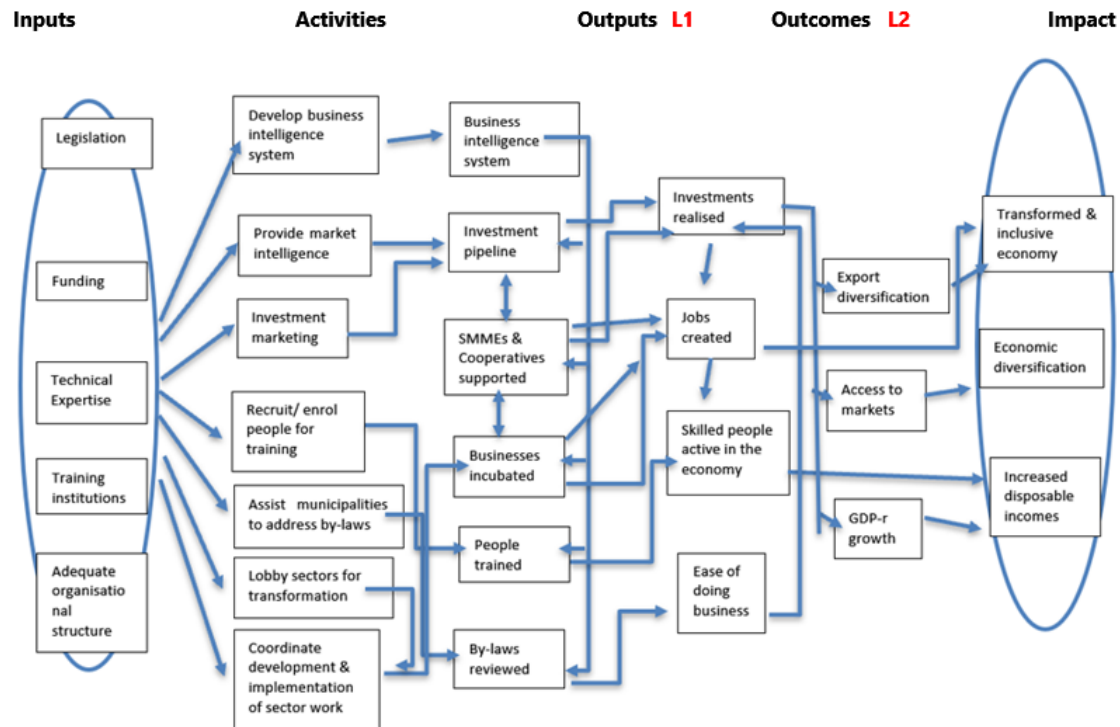 Inputs
Activities
Outputs L1
Outcomes L2
Impact
Legislation
Funding
Technical
Expertise
Training
institutions
Adequate
organisatio
nal
structure
Develop business
intelligence
system
Provide market
intelligence
Investment
marketing
Recruit/ enrol
people for
training
Assist municipalities
to address by-laws
Lobby sectors for
transformation
Coordinate
development &
implementation
of sector work
Business
intelligence
system
Investment
pipeline
SMMEs &
Cooperatives
supported
Businesses
incubated
People
trained
By-laws
reviewed
Investments
realised
Jobs
created
Skilled people
active in the
economy
Ease of
doing
business
Export
diversification
Access to
markets
GDP-r
growth
Transformed &
inclusive
economy
Economic
diversification
Increased
disposable
incomes